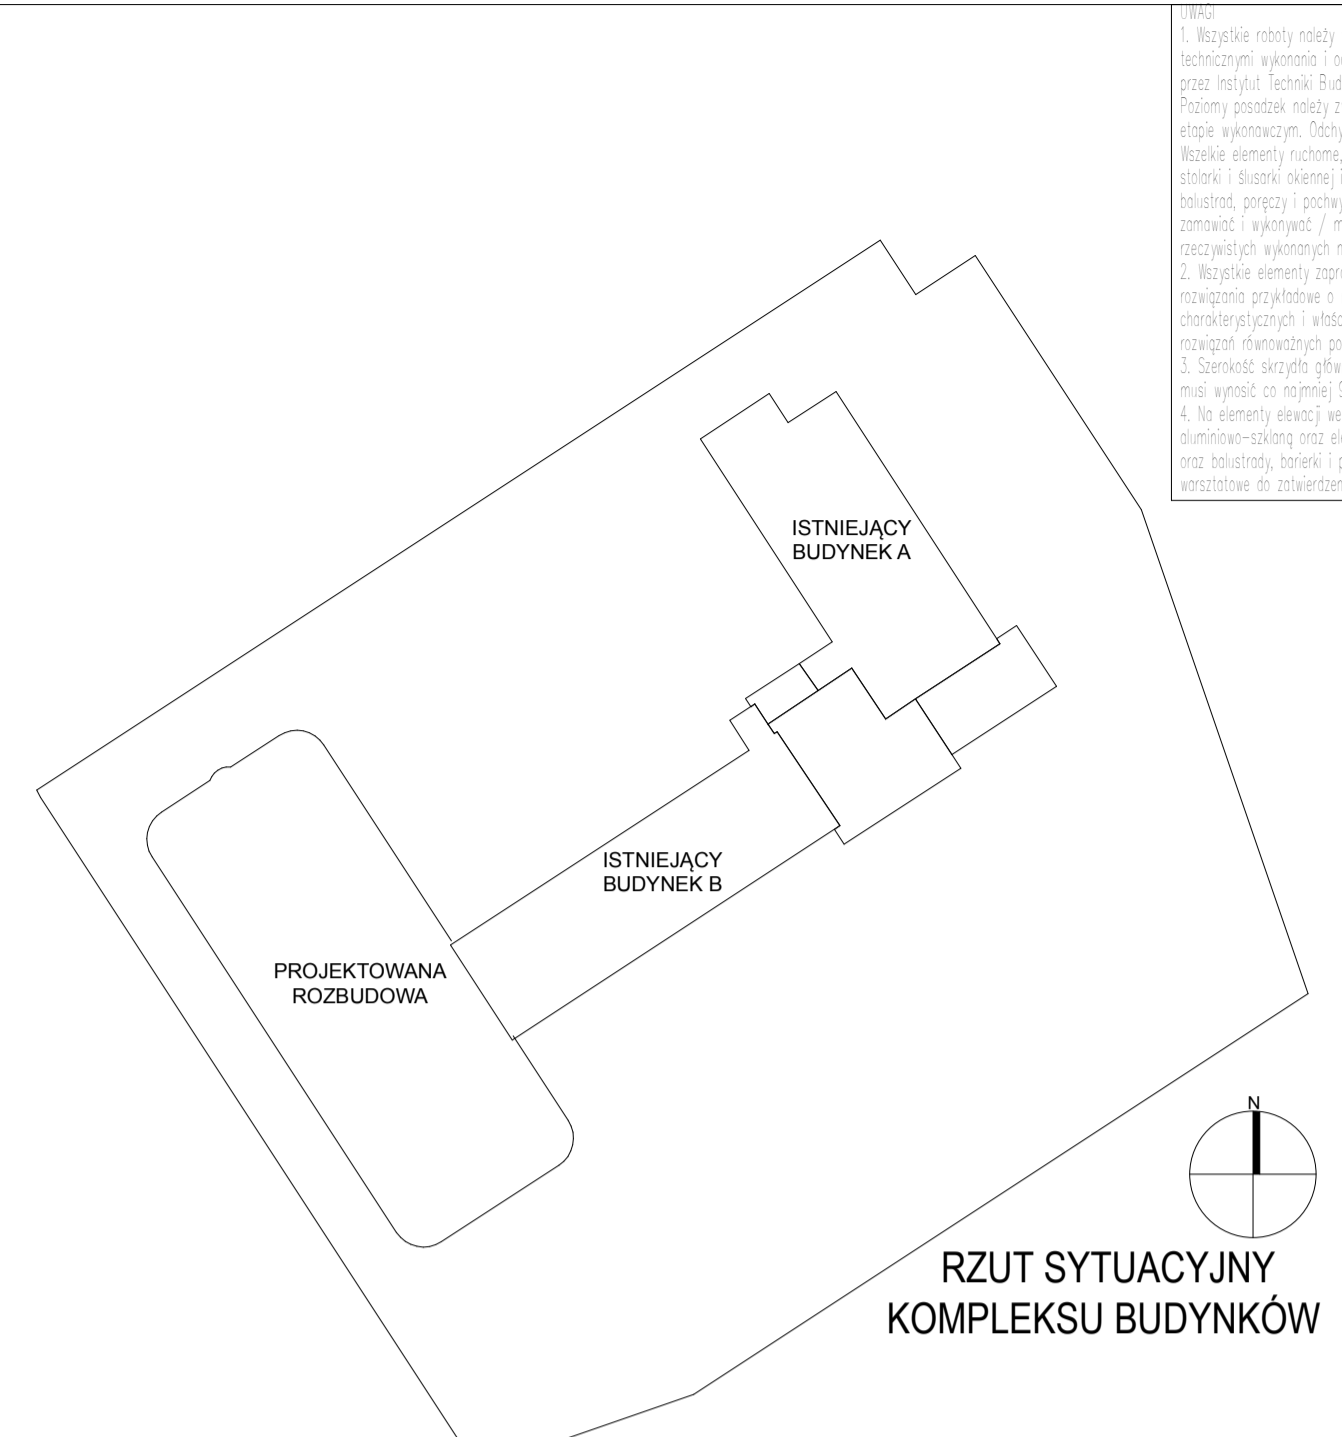 UWAGI
1. Wszystkie roboty należy
technicznymi wykonania i
przez Instytut Techniki
Poziomy posadzek należy z
etapie wykonawczym.
Wszelkie elementy ruchome,
stolarki i ślusarki okiennej i
balustrad, poręczy i
zamawiać i wykonywać /
rzeczywistych wykonanych
2. Wszystkie elementy
rozwiązania przykładowe o
charakterystycznych i
rozwiązań równoważnych
3. Szerokość skrzydła
musi wynosić co najmniej
4. Na elementy elewacji
aluminiowo-szklaną oraz
oraz balustrady, barierki i
warsztatowe do
ISTNIEJĄCY
BUDYNEK A
ISTNIEJĄCY
BUDYNEK B
PROJEKTOWANA
ROZBUDOWA
N
RZUT SYTUACYJNY
KOMPLEKSU BUDYNKÓW